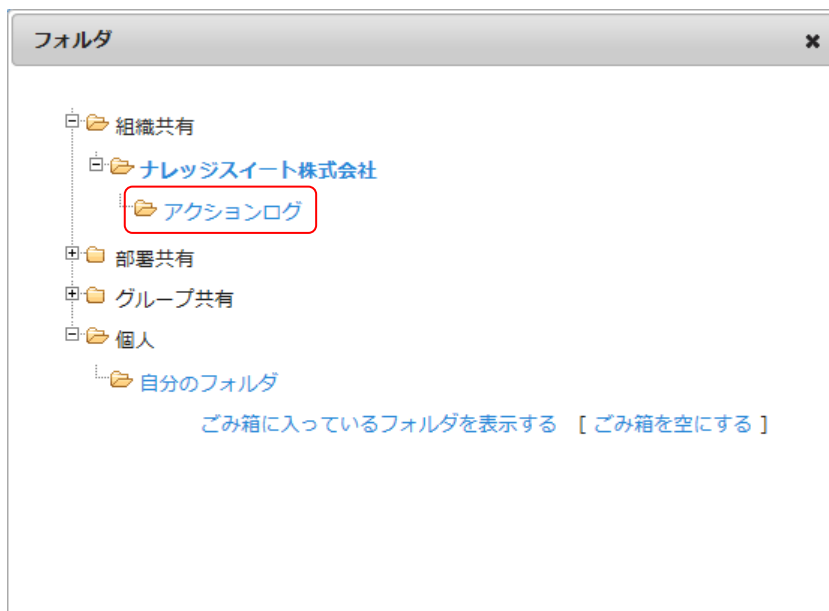 フォルダ
組織共有
ナレッジスイート株式会社
アクションログ
部署共有
グループ共有
個人
自分のフォルダ
ごみ箱に入っているフォルダを表示する [ ごみ箱を空にする ]